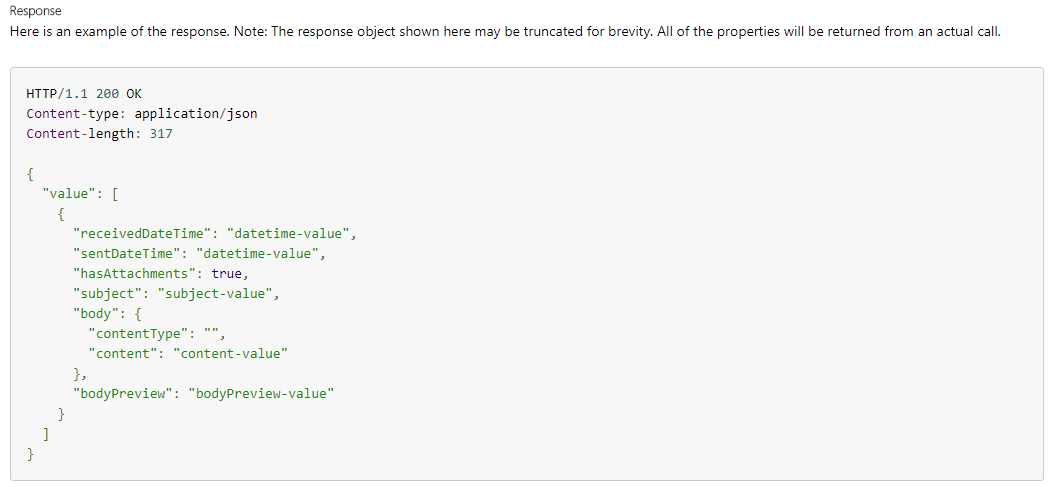 Response
Here is an example of the response. Note: The response object shown here may be truncated for brevity. All of the properties will be returned from an actual call.
HTTP/1.1 200 OK
Content-type: application/json
Content-length: 317
{
  "value": [
    {
      "receivedDateTime": "datetime-value",
      "sentDateTime": "datetime-value",
      "hasAttachments": true,
      "subject": "subject-value",
      "body": {
        "contentType": "",
        "content": "content-value"
      },
      "bodyPreview": "bodyPreview-value"
    }
  ]
}